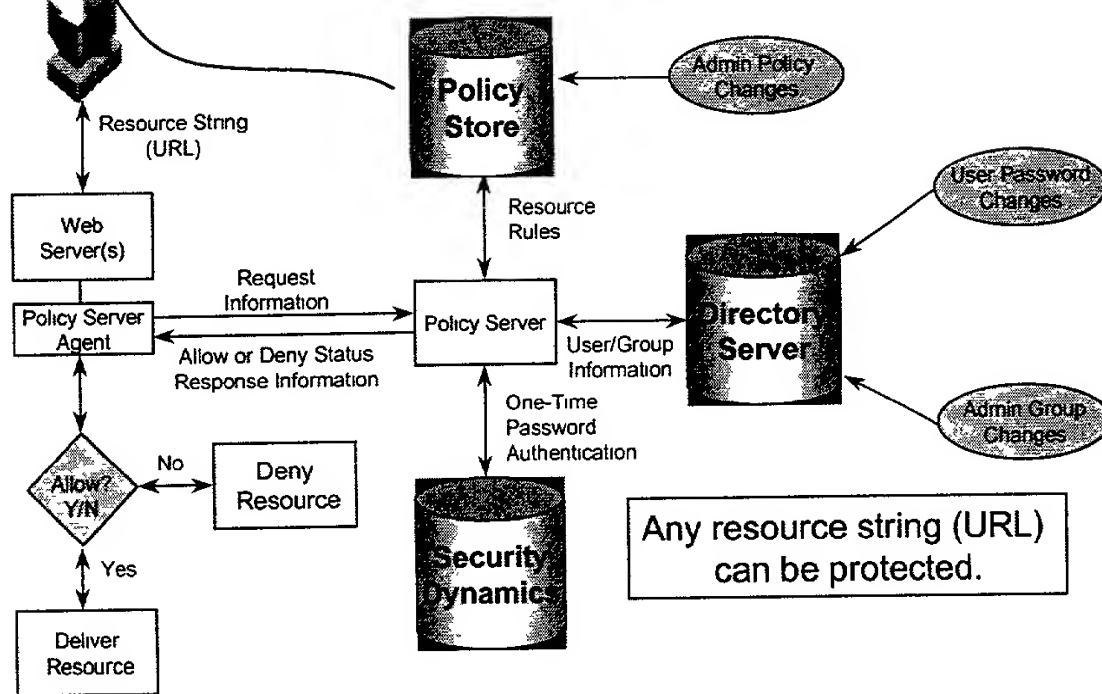 Policy
Store
Admin Policy
Changes
Resource String
(URL)
User Password
Changes
Web
Server(s)
Resource
Rules
Request
Information
Policy Server
Agent
Policy Server
Directory
Server
Allow or Deny Status
Response Information
User/Group
Information
One-Time
Password
Authentication
Admin Group
Changes
Allow?
Y/N
No
Deny
Resource
Yes
Security
Dynamics
Any resource string (URL)
can be protected.
Deliver
Resource